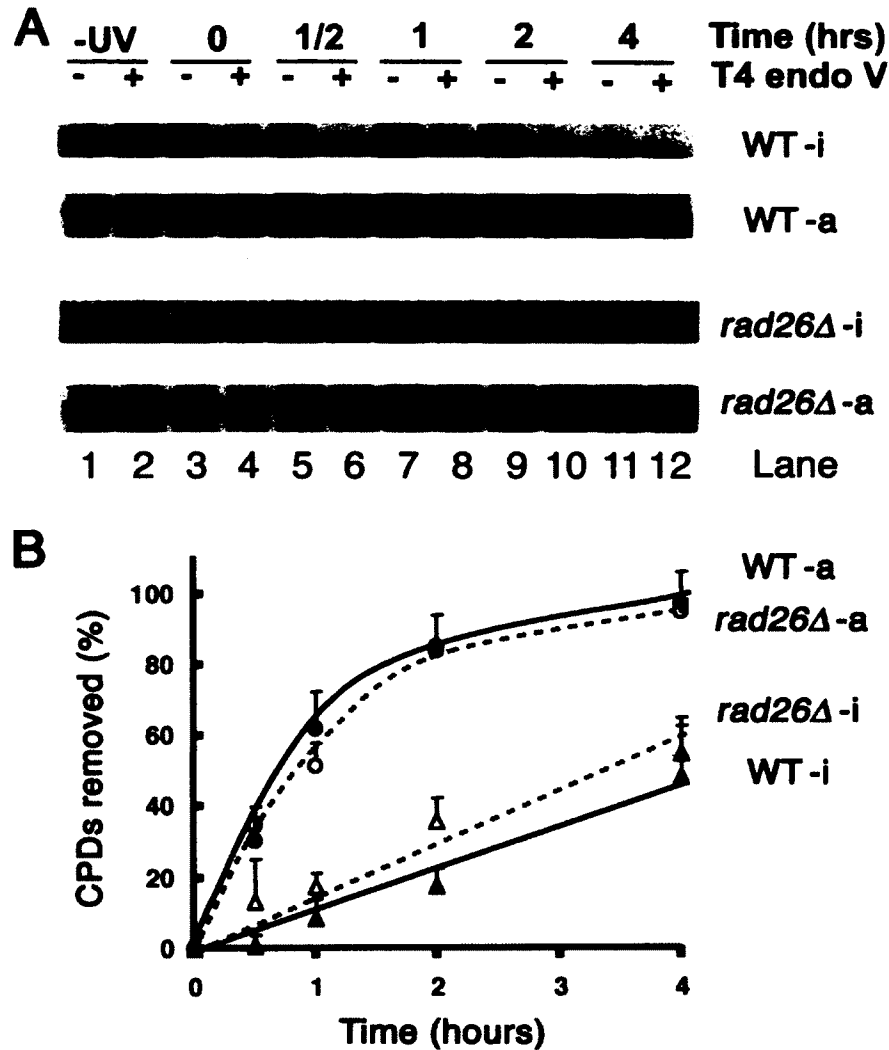 A
-UV 0 1/2 1 2 4 Time (hrs)
- + - + - + - + - + - + T4 endo V
WT-i
WT-a
rad26Δ-i
rad26Δ-a
1 2 3 4 5 6 7 8 9 10 11 12 Lane
B
CPDs removed (%)
100
80
60
40
20
0
WT-a
rad26Δ-a
rad26Δ-i
WT-i
0 1 2 3 4
Time (hours)